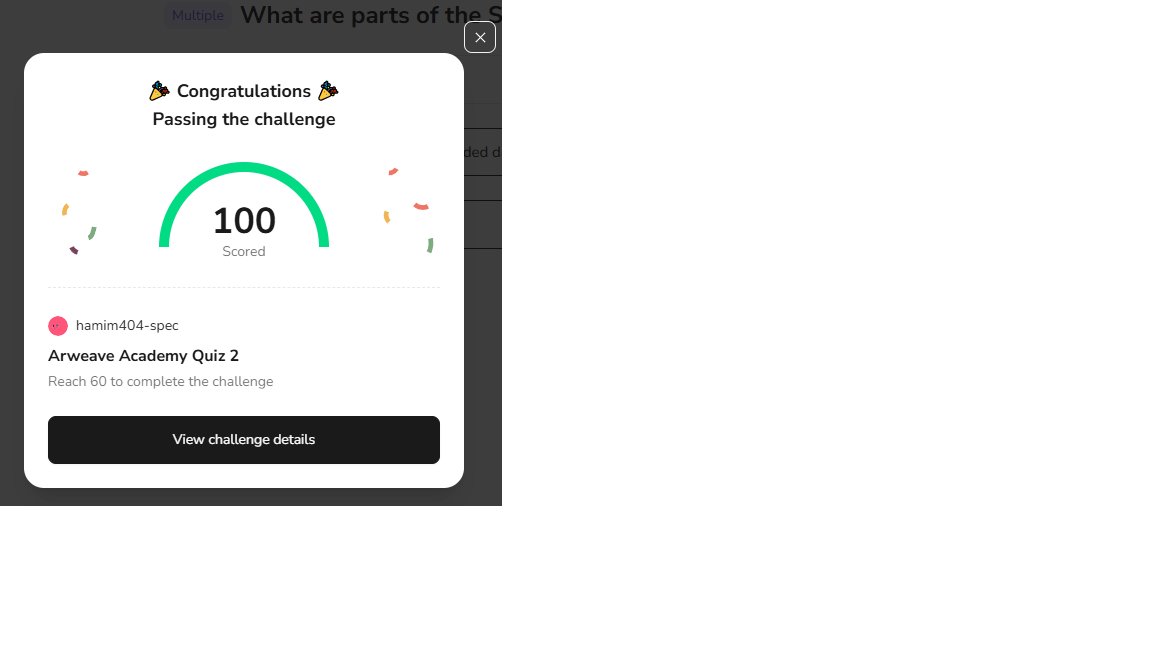 Multiple What are parts of the S
🎉 Congratulations 🎉
Passing the challenge
ded d
100
Scored
hamim404-spec
Arweave Academy Quiz 2
Reach 60 to complete the challenge
View challenge details